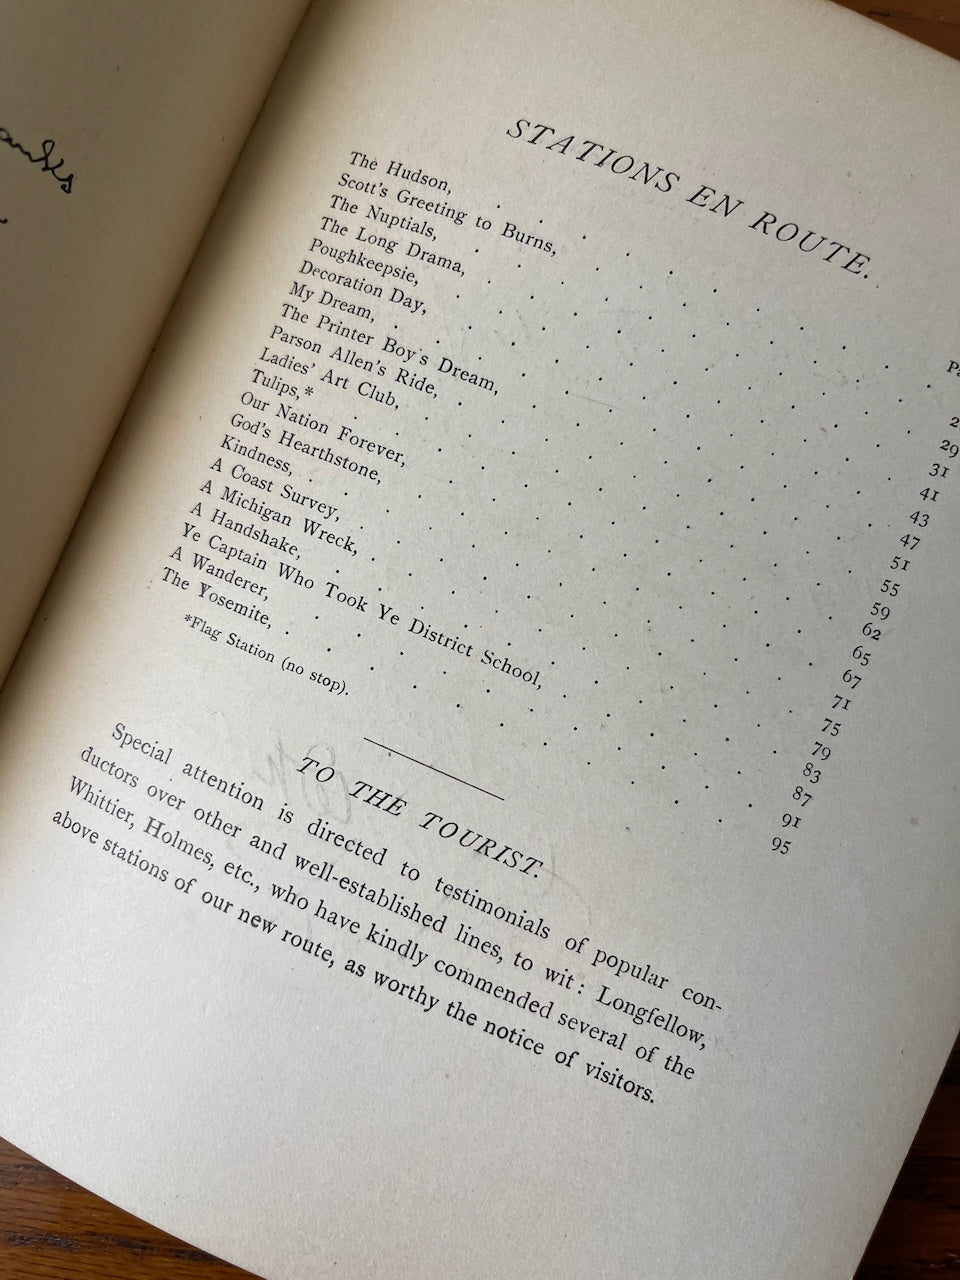 STATIONS EN ROUTE.
The Hudson,
Scott's Greeting to Burns,
The Nuptials, 29
The Long Drama, 31
Poughkeepsie, 41
Decoration Day, 43
My Dream, 47
The Printer Boy's Dream, 51
Parson Allen's Ride, 55
Ladies' Art Club, 59
Tulips,* 62
Our Nation Forever, 65
God's Hearthstone, 67
Kindness, 71
A Coast Survey, 75
A Michigan Wreck, 79
A Handshake, 83
Ye Captain Who Took Ye District School, 87
A Wanderer, 91
The Yosemite, 95
*Flag Station (no stop).
TO THE TOURIST.
Special attention is directed to testimonials of popular con-
ductors over other and well-established lines, to wit: Longfellow,
Whittier, Holmes, etc., who have kindly commended several of the
above stations of our new route, as worthy the notice of visitors.